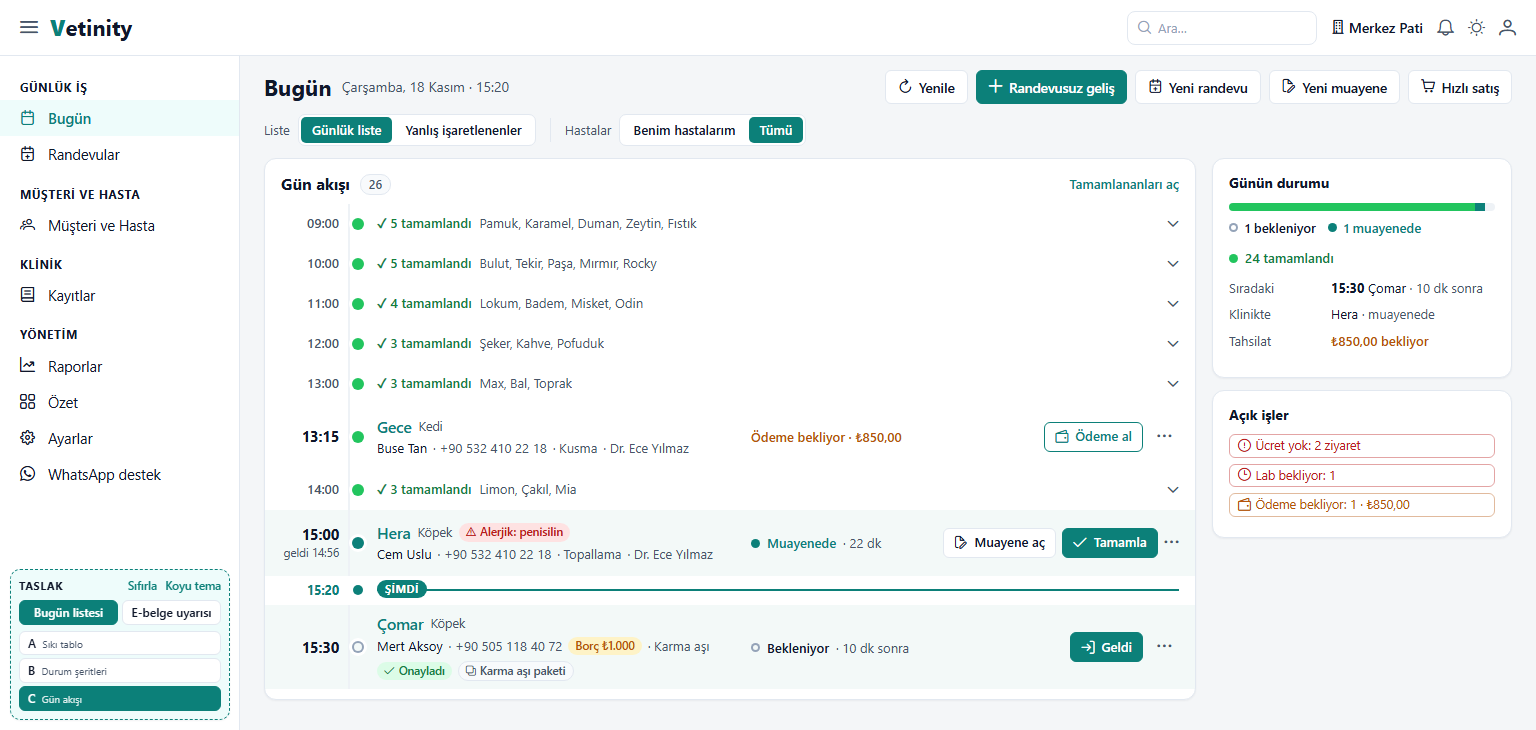 Vetinity
Ara...
Merkez Pati
GÜNLÜK İŞ
Bugün
Randevular
MÜŞTERİ VE HASTA
Müşteri ve Hasta
KLİNİK
Kayıtlar
YÖNETİM
Raporlar
Özet
Ayarlar
WhatsApp destek
TASLAK Sıfırla Koyu tema
Bugün listesi E-belge uyarısı
A Sıkı tablo
B Durum şeritleri
C Gün akışı
Bugün Çarşamba, 18 Kasım · 15:20
Yenile
Randevusuz geliş
Yeni randevu
Yeni muayene
Hızlı satış
Liste Günlük liste Yanlış işaretlenenler Hastalar Benim hastalarım Tümü
Gün akışı 26 Tamamlananları aç
09:00 ✓ 5 tamamlandı Pamuk, Karamel, Duman, Zeytin, Fıstık
10:00 ✓ 5 tamamlandı Bulut, Tekir, Paşa, Mırmır, Rocky
11:00 ✓ 4 tamamlandı Lokum, Badem, Misket, Odin
12:00 ✓ 3 tamamlandı Şeker, Kahve, Pofuduk
13:00 ✓ 3 tamamlandı Max, Bal, Toprak
13:15 Gece Kedi
Buse Tan · +90 532 410 22 18 · Kusma · Dr. Ece Yılmaz
Ödeme bekliyor · ₺850,00
Ödeme al
14:00 ✓ 3 tamamlandı Limon, Çakıl, Mia
15:00 Hera Köpek Alerjik: penisilin
geldi 14:56 Cem Uslu · +90 532 410 22 18 · Topallama · Dr. Ece Yılmaz
Muayenede · 22 dk
Muayene aç
Tamamla
15:20 ŞİMDİ
15:30 Çomar Köpek
Mert Aksoy · +90 505 118 40 72 Borç ₺1.000 · Karma aşı
Onayladı Karma aşı paketi
Bekleniyor · 10 dk sonra
Geldi
Günün durumu
1 bekleniyor 1 muayenede
24 tamamlandı
Sıradaki 15:30 Çomar · 10 dk sonra
Klinikte Hera · muayenede
Tahsilat ₺850,00 bekliyor
Açık işler
Ücret yok: 2 ziyaret
Lab bekliyor: 1
Ödeme bekliyor: 1 · ₺850,00